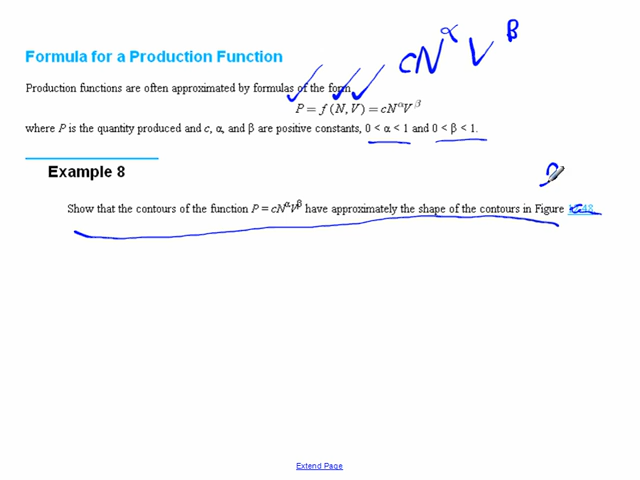 cN^α V^β
Formula for a Production Function
Production functions are often approximated by formulas of the form
P = f (N, V) = cN^α V^β
where P is the quantity produced and c, α, and β are positive constants, 0 < α < 1 and 0 < β < 1.
Example 8
Show that the contours of the function P = cN^αV^β have approximately the shape of the contours in Figure
Extend Page